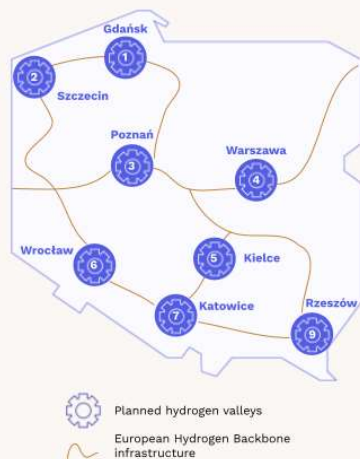 Gdańsk
1
2
Szczecin
Poznań
3
Warszawa
4
Wrocław
6
5
Kielce
Katowice
7
Rzeszów
9
Planned hydrogen valleys
European Hydrogen Backbone
infrastructure